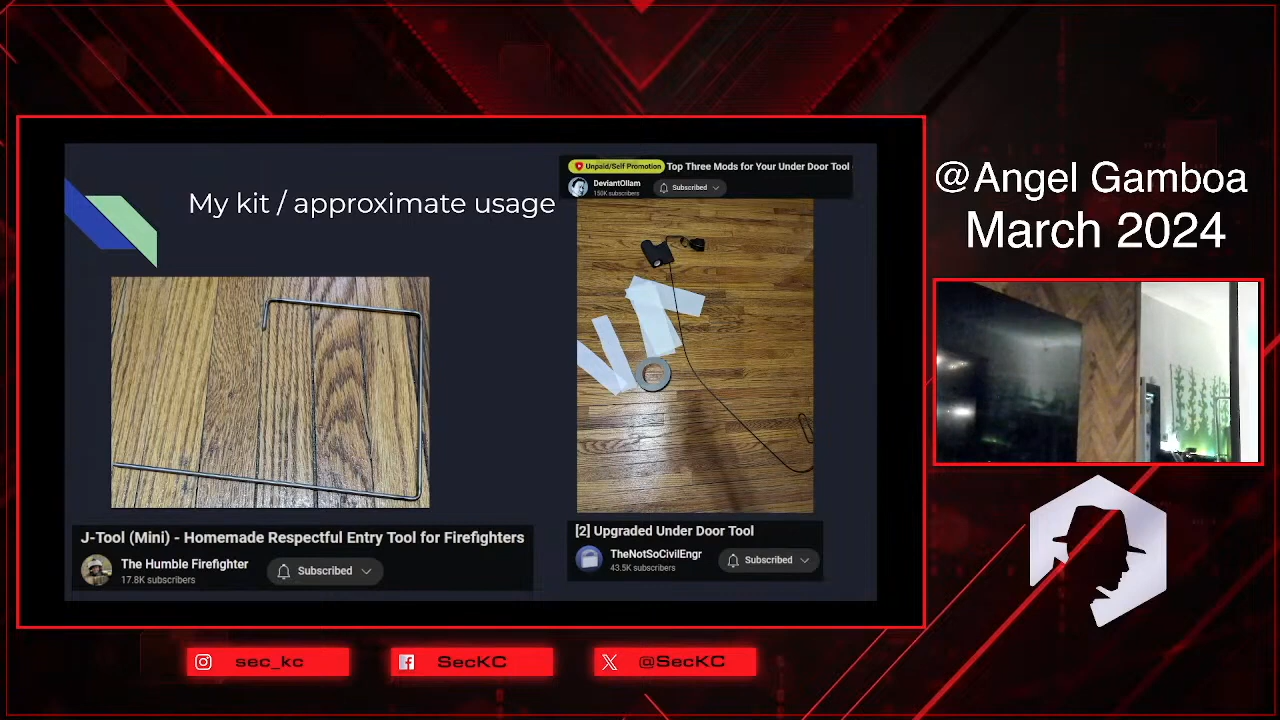 My kit / approximate usage
Unpaid/Self Promotion Top Three Mods for Your Under Door Tool
DeviantOllam
150K subscribers
Subscribed
J-Tool (Mini) - Homemade Respectful Entry Tool for Firefighters
The Humble Firefighter
17.8K subscribers
Subscribed
[2] Upgraded Under Door Tool
TheNotSoCivilEngr
43.5K subscribers
Subscribed
@Angel Gamboa
March 2024
sec_kc
SecKC
@SecKC